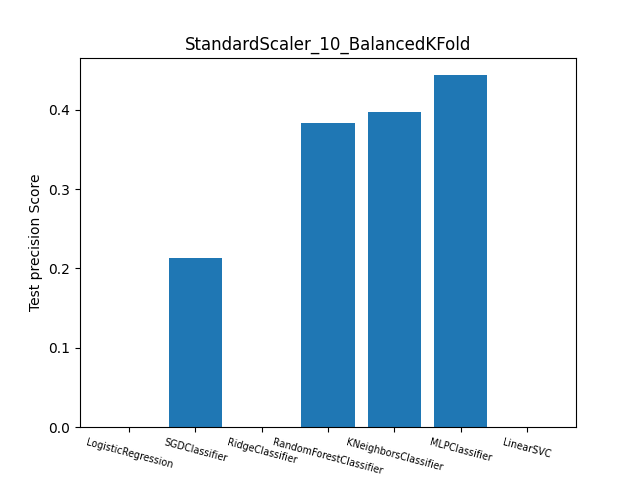 StandardScaler_10_BalancedKFold
Test precision Score
0.4
0.3
0.2
0.1
0.0
LogisticRegression
SGDClassifier
RidgeClassifier
RandomForestClassifier
KNeighborsClassifier
MLPClassifier
LinearSVC